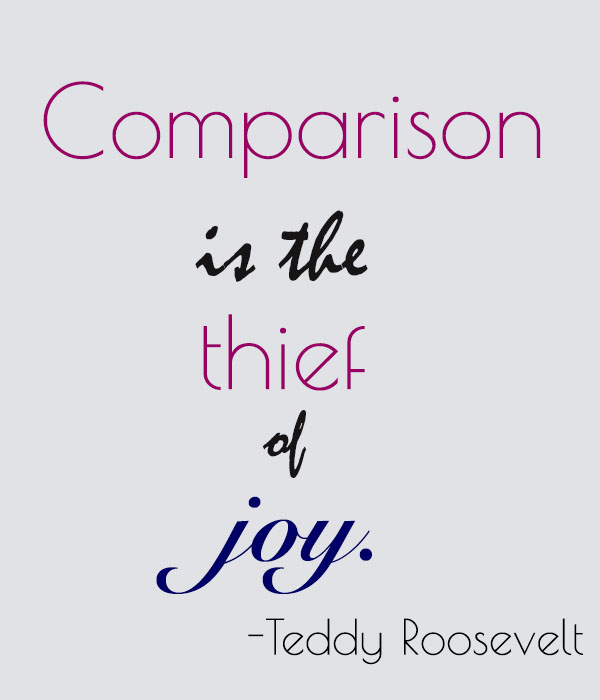 Comparison
is the
thief
of
joy.
-Teddy Roosevelt